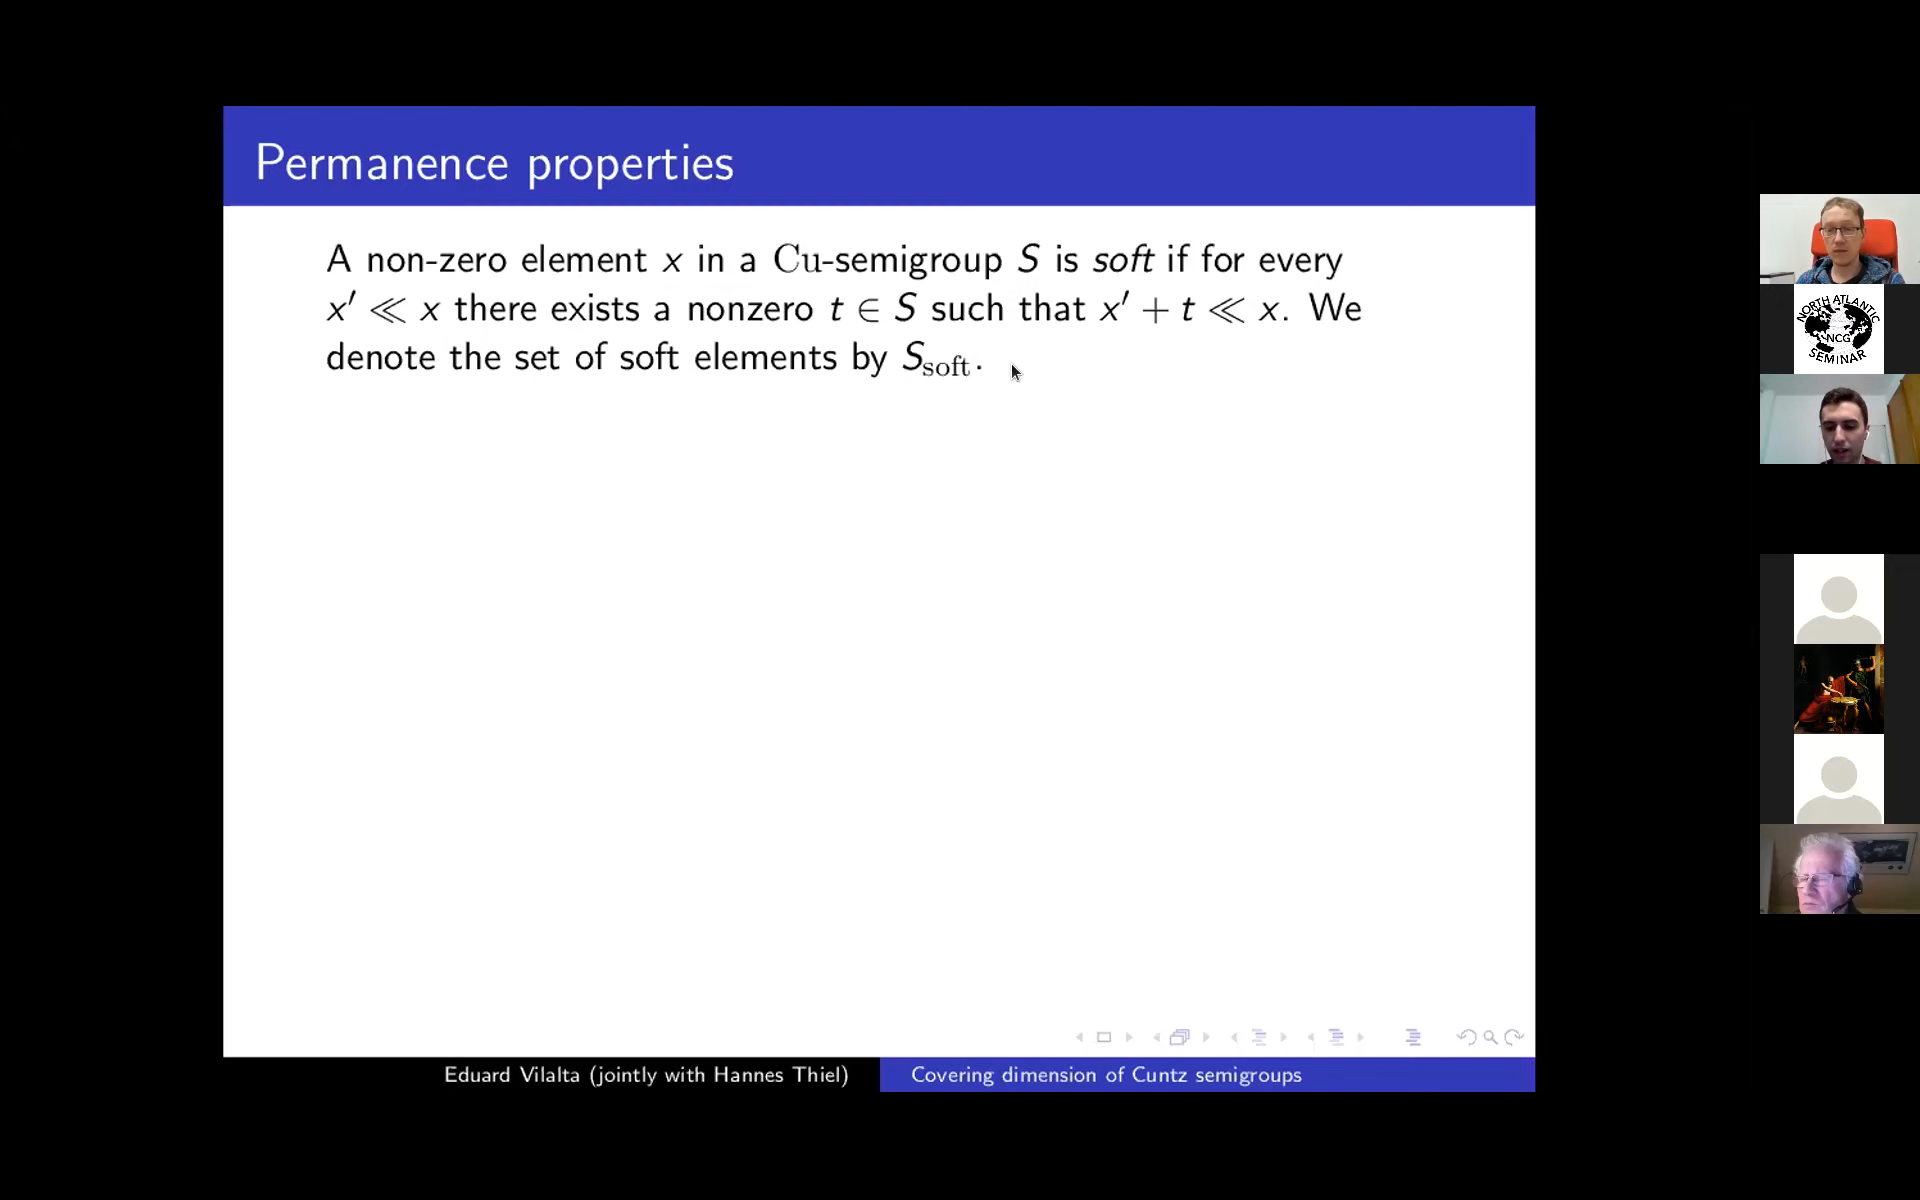 Permanence properties
A non-zero element x in a Cu-semigroup S is soft if for every
x′ ≪ x there exists a nonzero t ∈ S such that x′ + t ≪ x. We
denote the set of soft elements by S_soft.
Eduard Vilalta (jointly with Hannes Thiel)
Covering dimension of Cuntz semigroups
NORTH ATLANTIC
NCG
SEMINAR